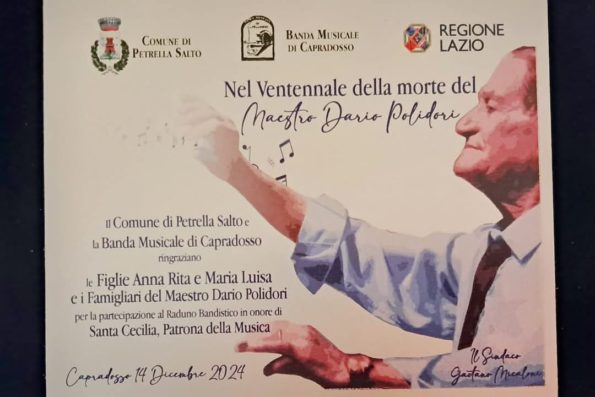 COMUNE DI
PETRELLA SALTO
BANDA MUSICALE
DI CAPRADOSSO
REGIONE
LAZIO
Nel Ventennale della morte del
Maestro Dario Polidori
Il Comune di Petrella Salto e
la Banda Musicale di Capradosso
ringraziano
le Figlie Anna Rita e Maria Luisa
e i Famigliari del Maestro Dario Polidori
per la partecipazione al Raduno Bandistico in onore di
Santa Cecilia, Patrona della Musica
Capradosso 14 Dicembre 2024
Il Sindaco
Gaetano Micaloni